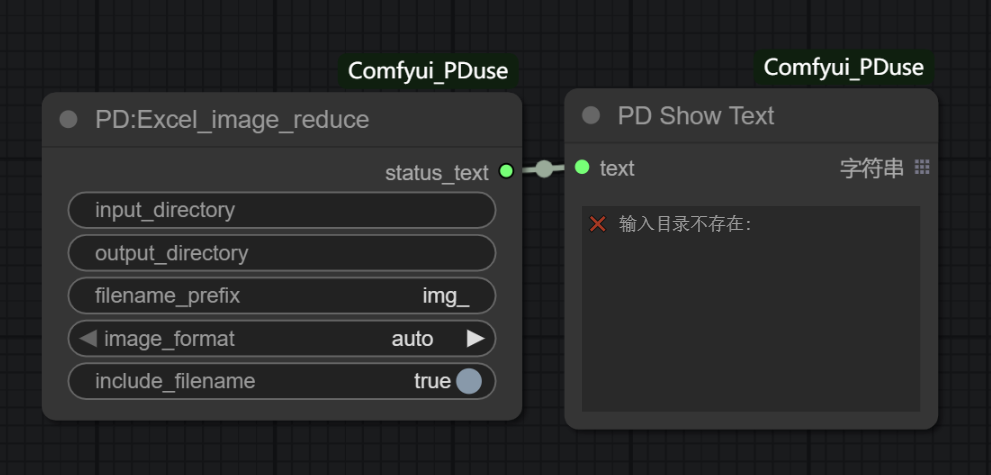 Comfyui_PDuse
PD:Excel_image_reduce
status_text
input_directory
output_directory
filename_prefix img_
image_format auto
include_filename true
Comfyui_PDuse
PD Show Text
text 字符串
❌ 输入目录不存在: